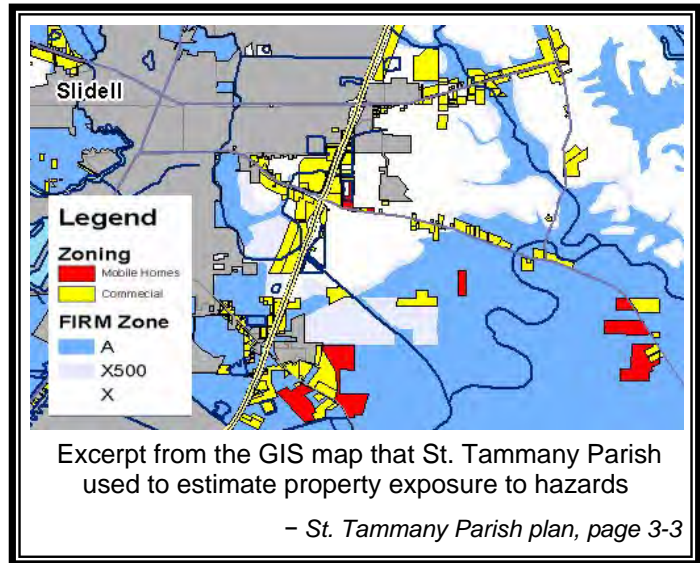 Slidell
Legend
Zoning
Mobile Homes
Commecial
FIRM Zone
A
X500
X
Excerpt from the GIS map that St. Tammany Parish
used to estimate property exposure to hazards
− St. Tammany Parish plan, page 3-3